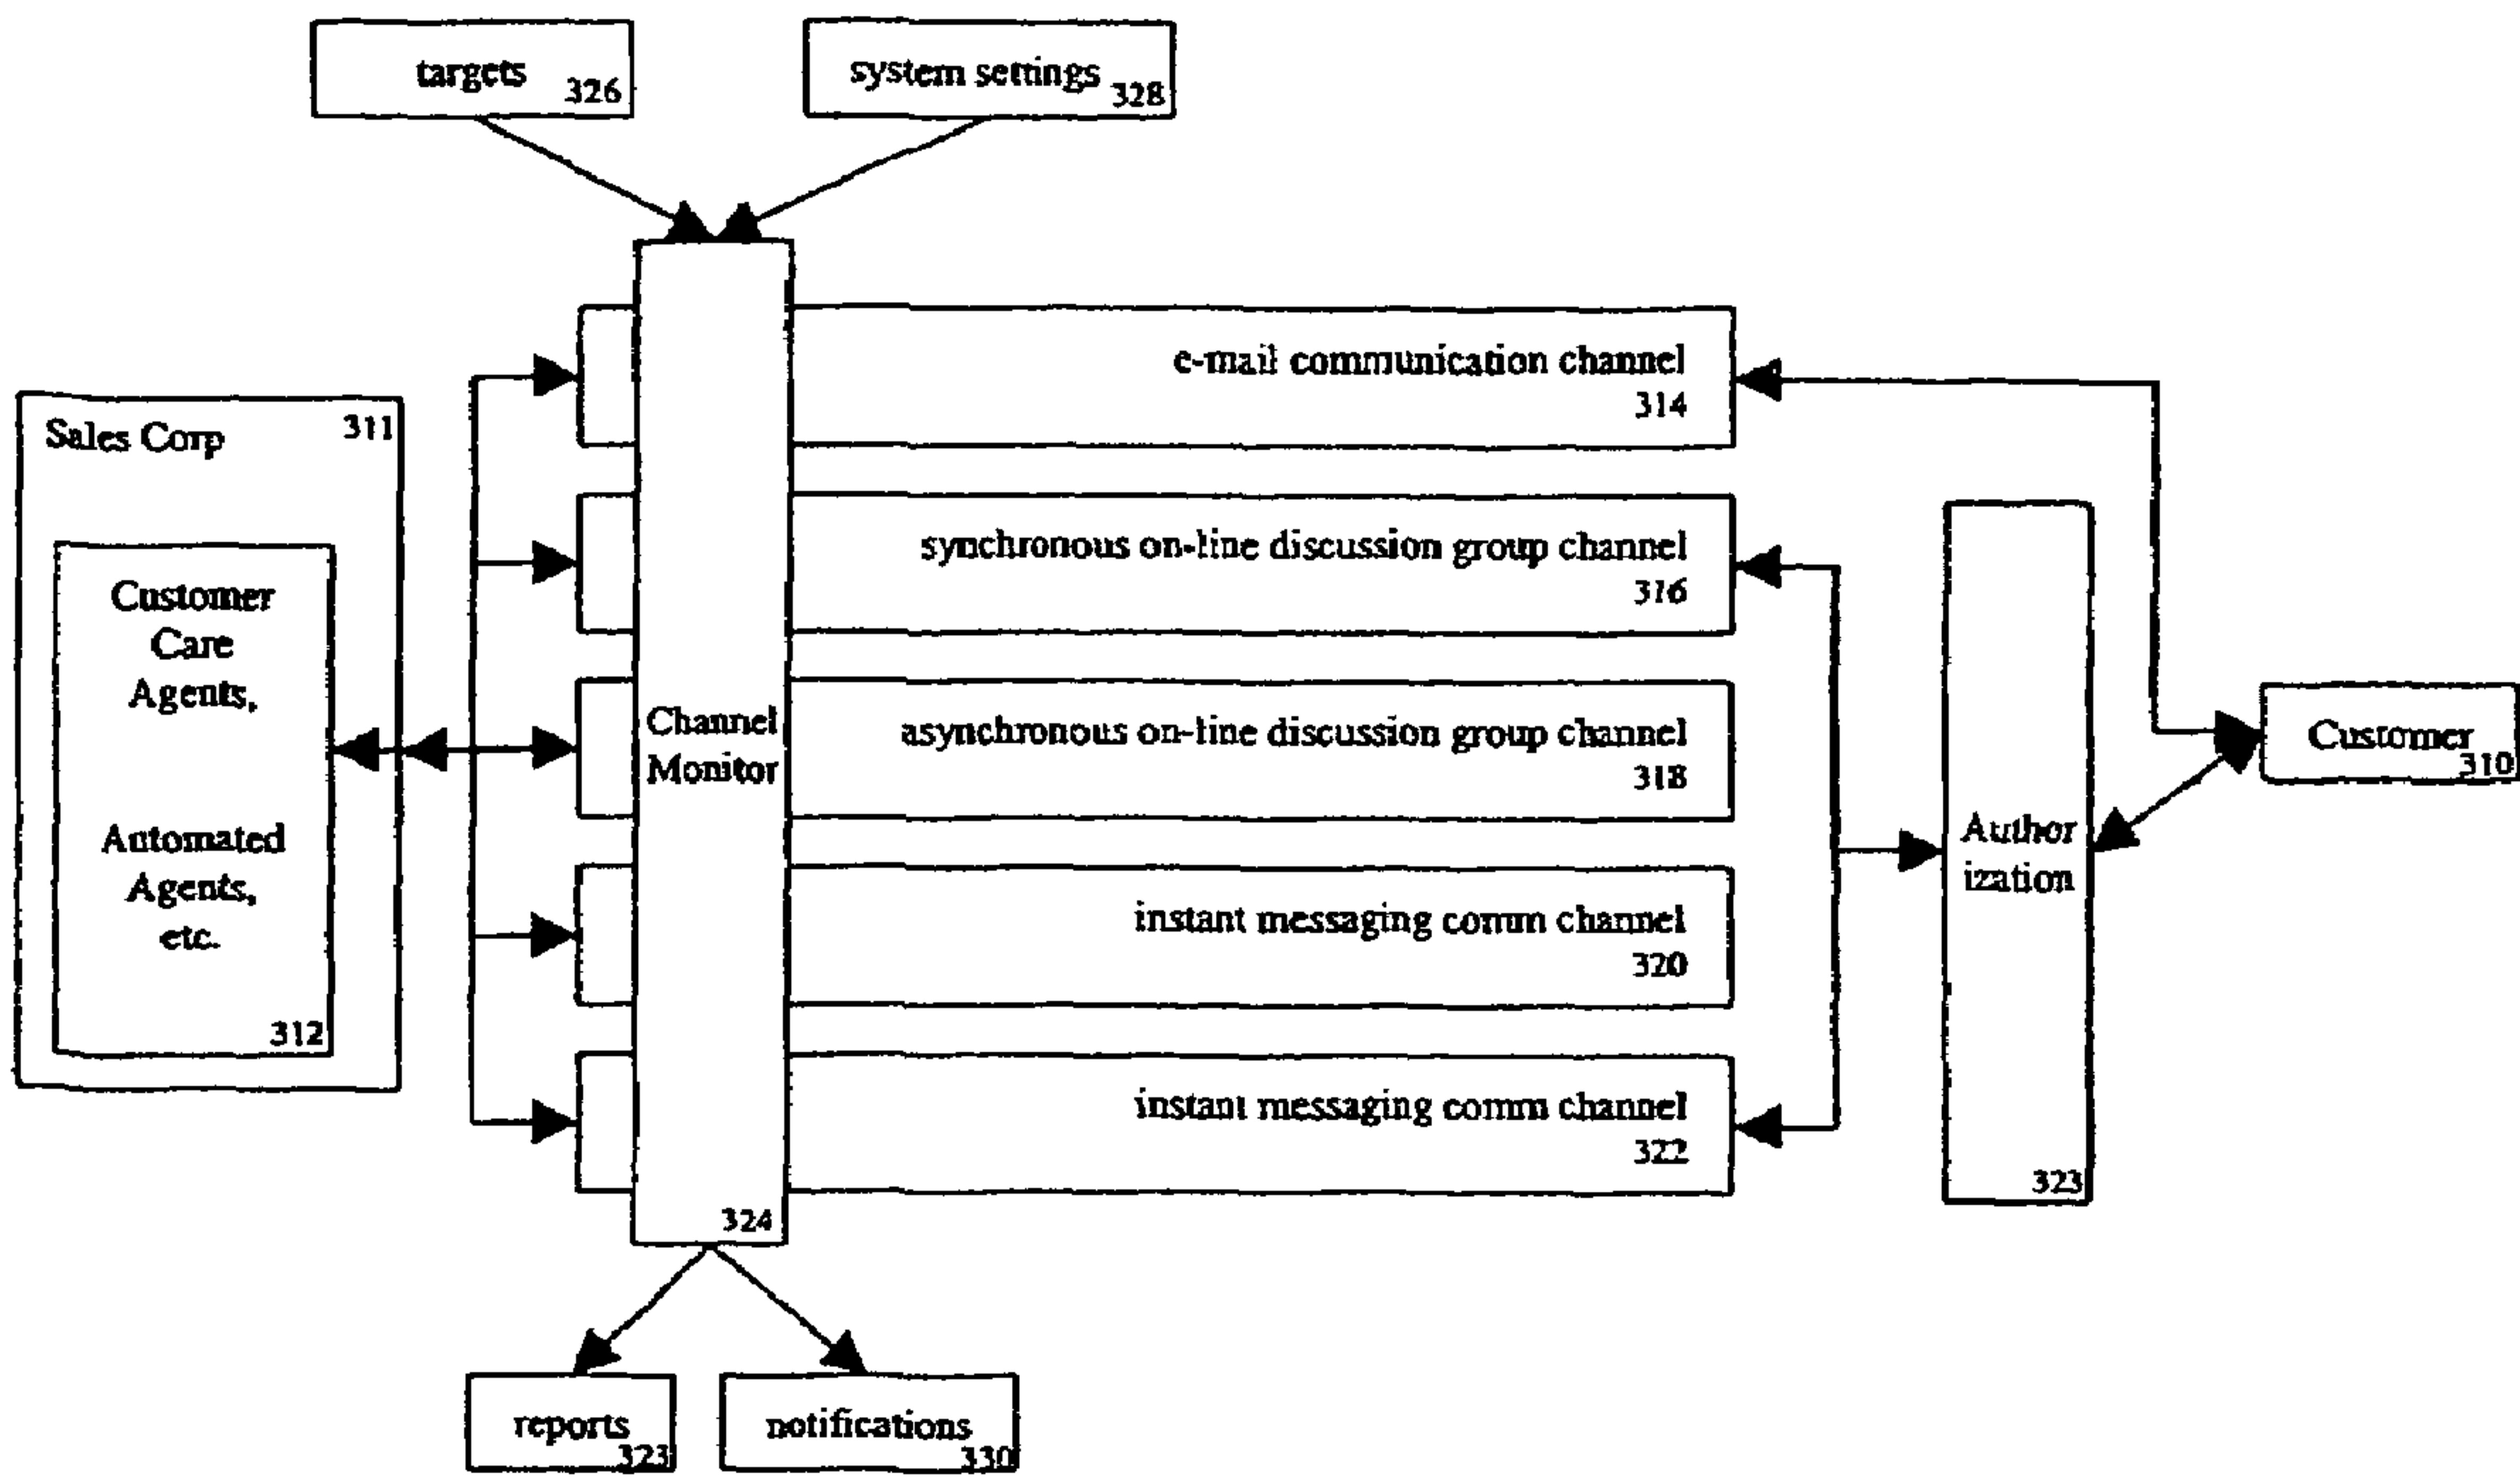 targets
326
system settings
328
Sales Corp
311
Customer
Care
Agents,
Automated
Agents,
etc.
312
Channel
Monitor
324
e-mail communication channel
314
synchronous on-line discussion group channel
316
asynchronous on-line discussion group channel
318
instant messaging comm channel
320
instant messaging comm channel
322
Author
ization
323
Customer
310
reports
323
notifications
330